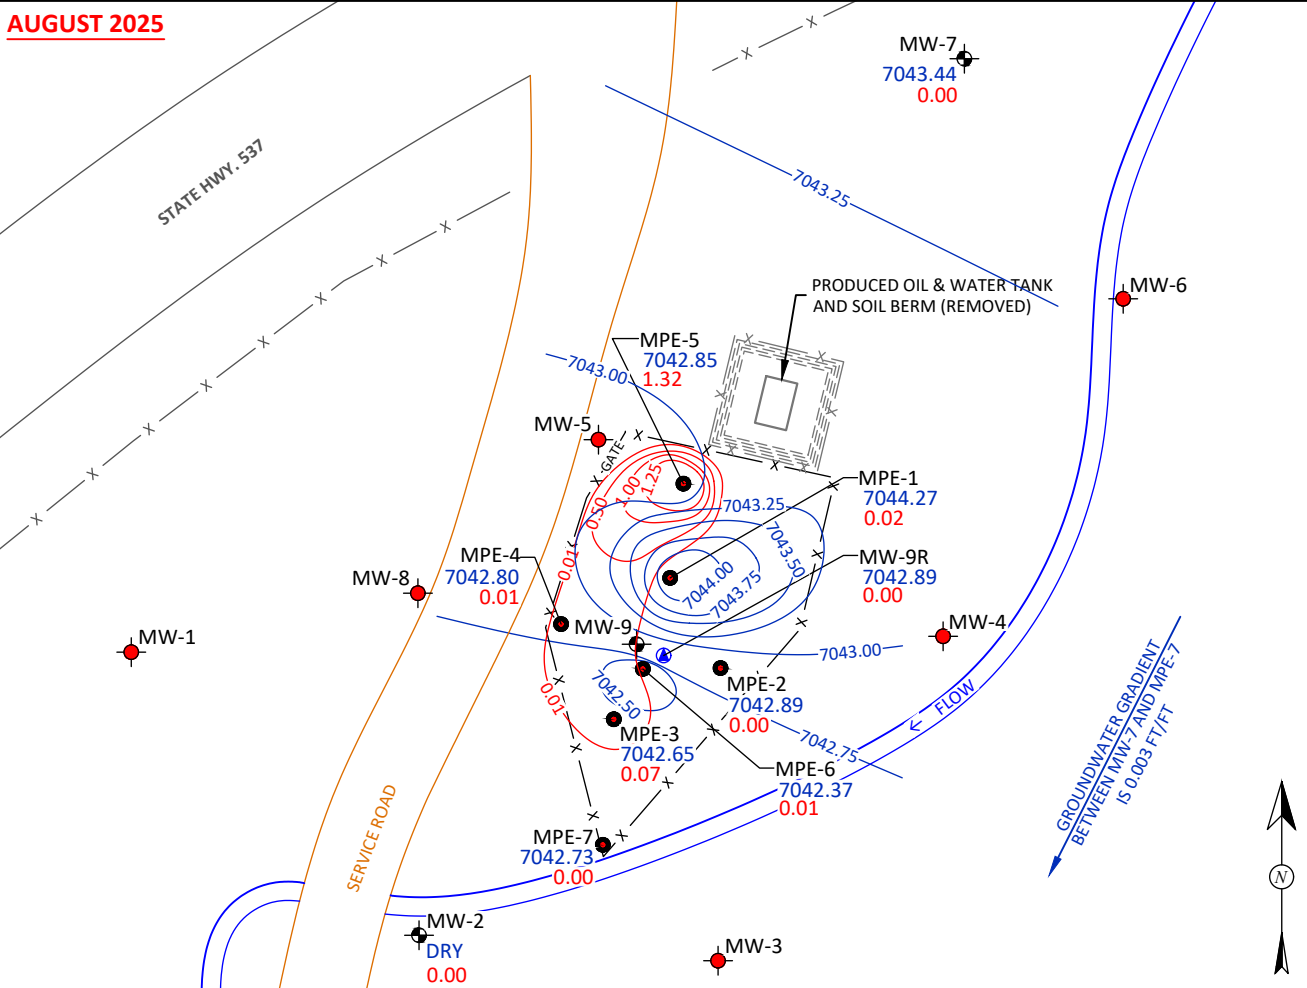 AUGUST 2025
MW-7
7043.44
0.00
STATE HWY. 537
7043.25
PRODUCED OIL & WATER TANK
AND SOIL BERM (REMOVED)
MW-6
MPE-5
7042.85
1.32
7043.00
MW-5
GATE
1.25
1.00
0.50
0.01
MPE-1
7044.27
0.02
7043.25
7043.50
7043.75
7044.00
MW-9R
7042.89
0.00
MPE-4
7042.80
0.01
MW-8
MW-1
MW-9
MW-4
7043.00
MPE-2
7042.89
0.00
7042.50
0.01
7042.75
MPE-3
7042.65
0.07
MPE-6
7042.37
0.01
FLOW
GROUNDWATER GRADIENT
BETWEEN MW-7 AND MPE-7
IS 0.003 FT/FT
SERVICE ROAD
MPE-7
7042.73
0.00
MW-2
DRY
0.00
MW-3
N
X X X X X X X X X X X X X X X X X X X X X X X X X X X X X